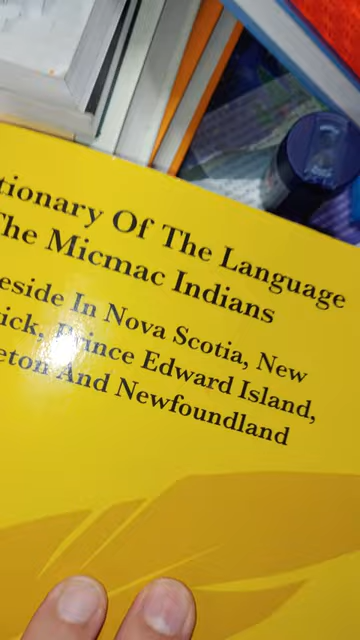 tionary Of The Language
The Micmac Indians
eside In Nova Scotia, New
ick, Prince Edward Island,
eton And Newfoundland